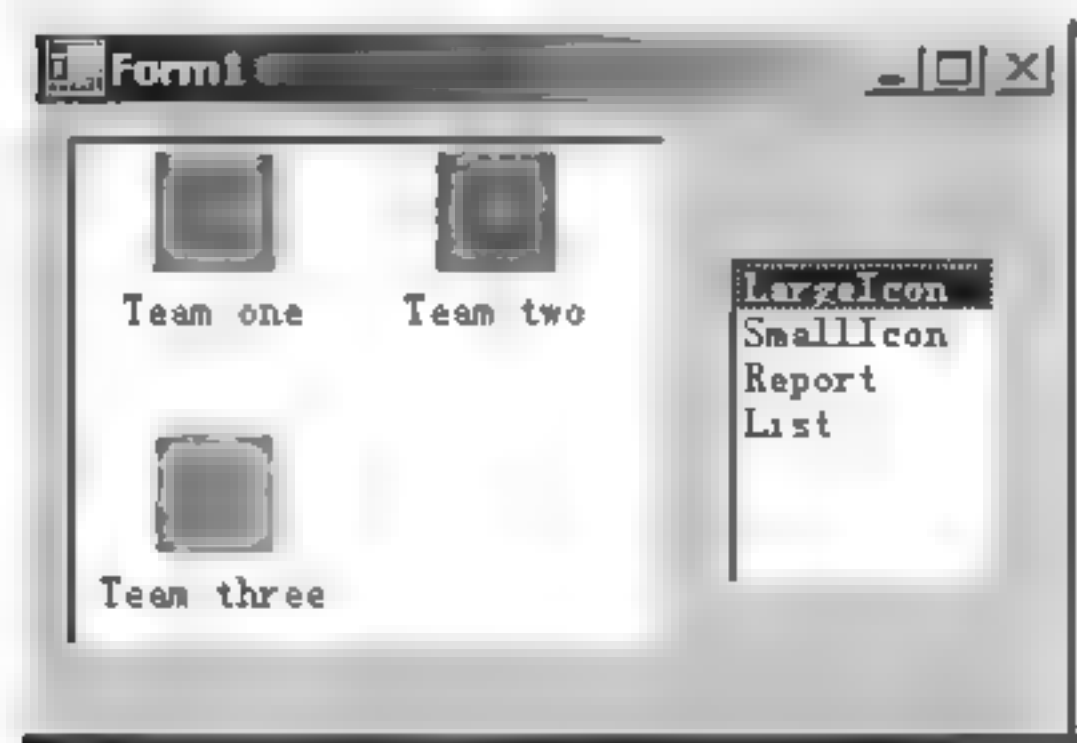 Form1
Team one
Team two
Team three
LargeIcon
SmallIcon
Report
List